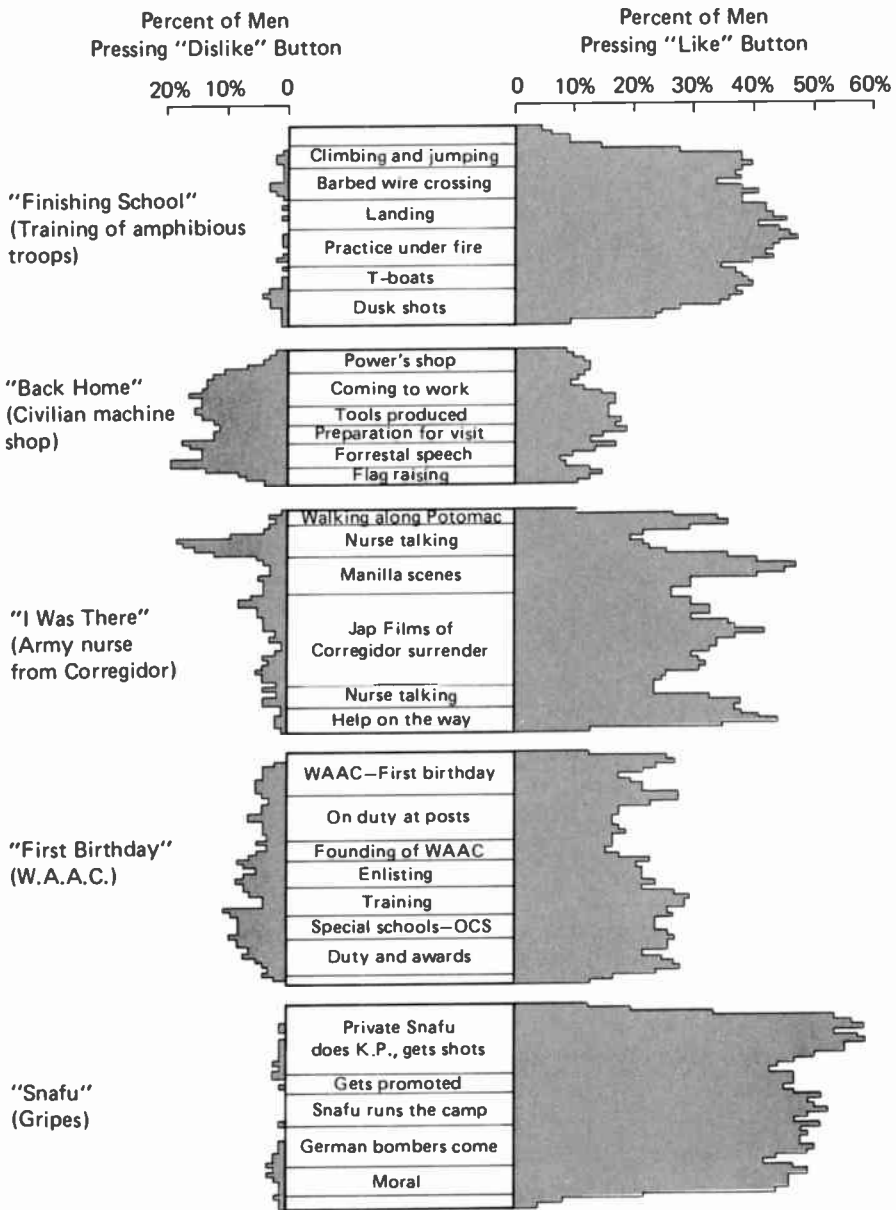 Percent of Men
Pressing "Dislike" Button
Percent of Men
Pressing "Like" Button
20% 10% 0
0 10% 20% 30% 40% 50% 60%
"Finishing School"
(Training of amphibious
troops)
Climbing and jumping
Barbed wire crossing
Landing
Practice under fire
T-boats
Dusk shots
"Back Home"
(Civilian machine
shop)
Power's shop
Coming to work
Tools produced
Preparation for visit
Forrestal speech
Flag raising
"I Was There"
(Army nurse
from Corregidor)
Walking along Potomac
Nurse talking
Manilla scenes
Jap Films of
Corregidor surrender
Nurse talking
Help on the way
"First Birthday"
(W.A.A.C.)
WAAC—First birthday
On duty at posts
Founding of WAAC
Enlisting
Training
Special schools—OCS
Duty and awards
"Snafu"
(Gripes)
Private Snafu
does K.P., gets shots
Gets promoted
Snafu runs the camp
German bombers come
Moral